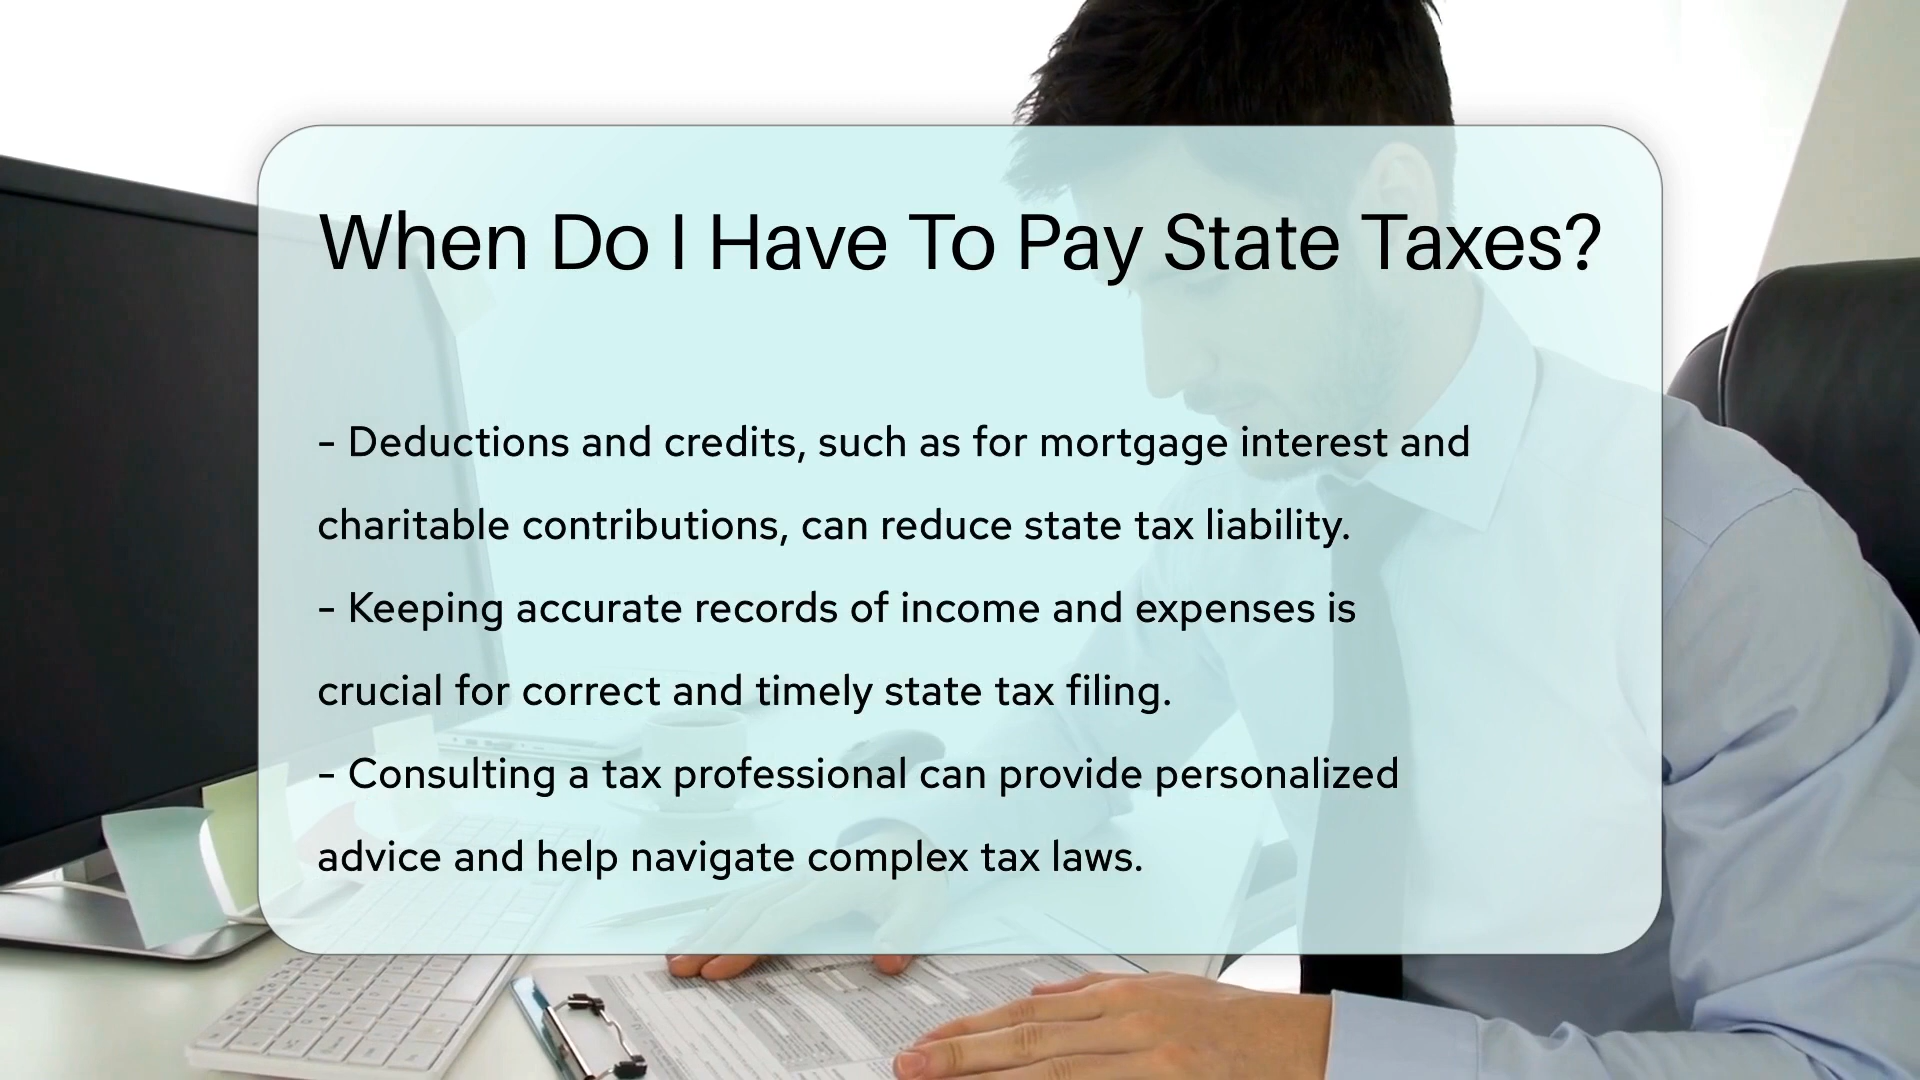 When Do I Have To Pay State Taxes?
- Deductions and credits, such as for mortgage interest and
charitable contributions, can reduce state tax liability.
- Keeping accurate records of income and expenses is
crucial for correct and timely state tax filing.
- Consulting a tax professional can provide personalized
advice and help navigate complex tax laws.